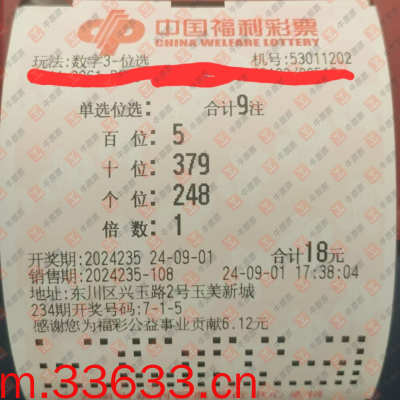 中国福利彩票
CHINA WELFARE LOTTERY
玩法:数字3-位选 机号:53011202
单选位选: 合计9注
百位: 5
十位: 379
个位: 248
倍数: 1
开奖期:2024235 24-09-01 合计18元
销售期:2024235-108 24-09-01 17:38:04
地址:东川区兴玉路2号玉美新城
234期开奖号码:7-1-5
感谢您为福彩公益事业贡献6.12元
m.33633.cn